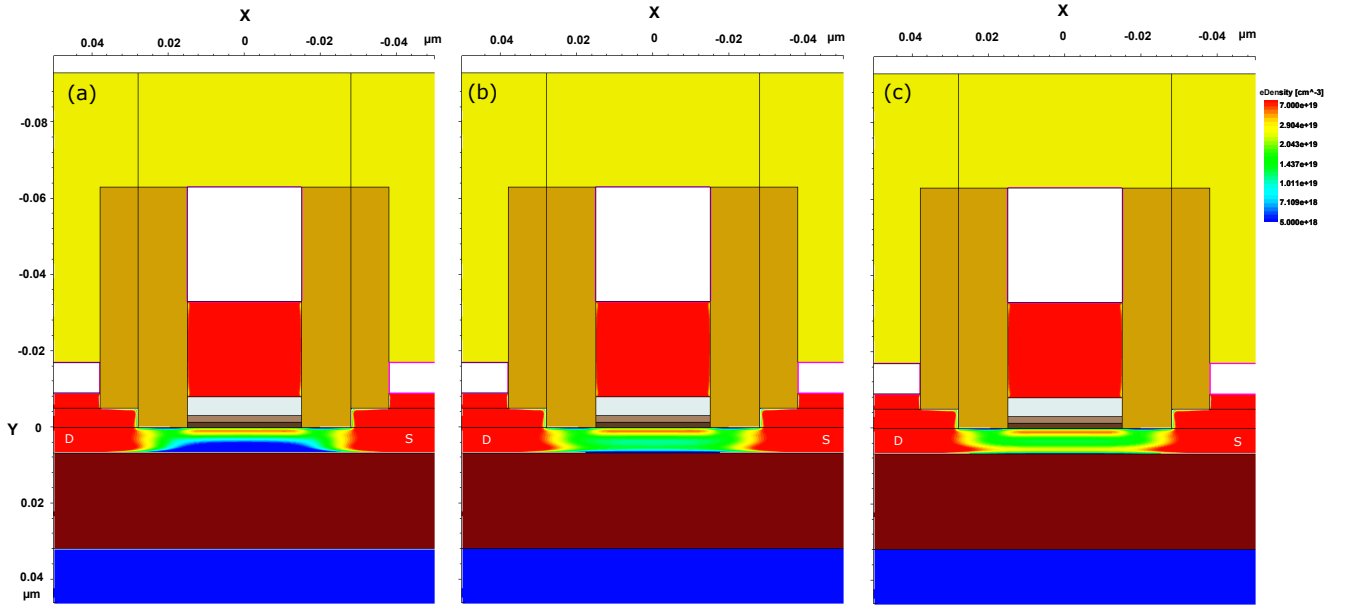 X X X
0.04 0.02 0 -0.02 -0.04 µm 0.04 0.02 0 -0.02 -0.04 µm 0.04 0.02 0 -0.02 -0.04 µm
(a) (b) (c)
eDensity [cm^-3]
7.000e+19
2.904e+19
2.043e+19
1.437e+19
1.011e+19
7.109e+18
5.000e+18
-0.08
-0.06
-0.04
-0.02
Y 0
D S D S D S
0.02
0.04
µm